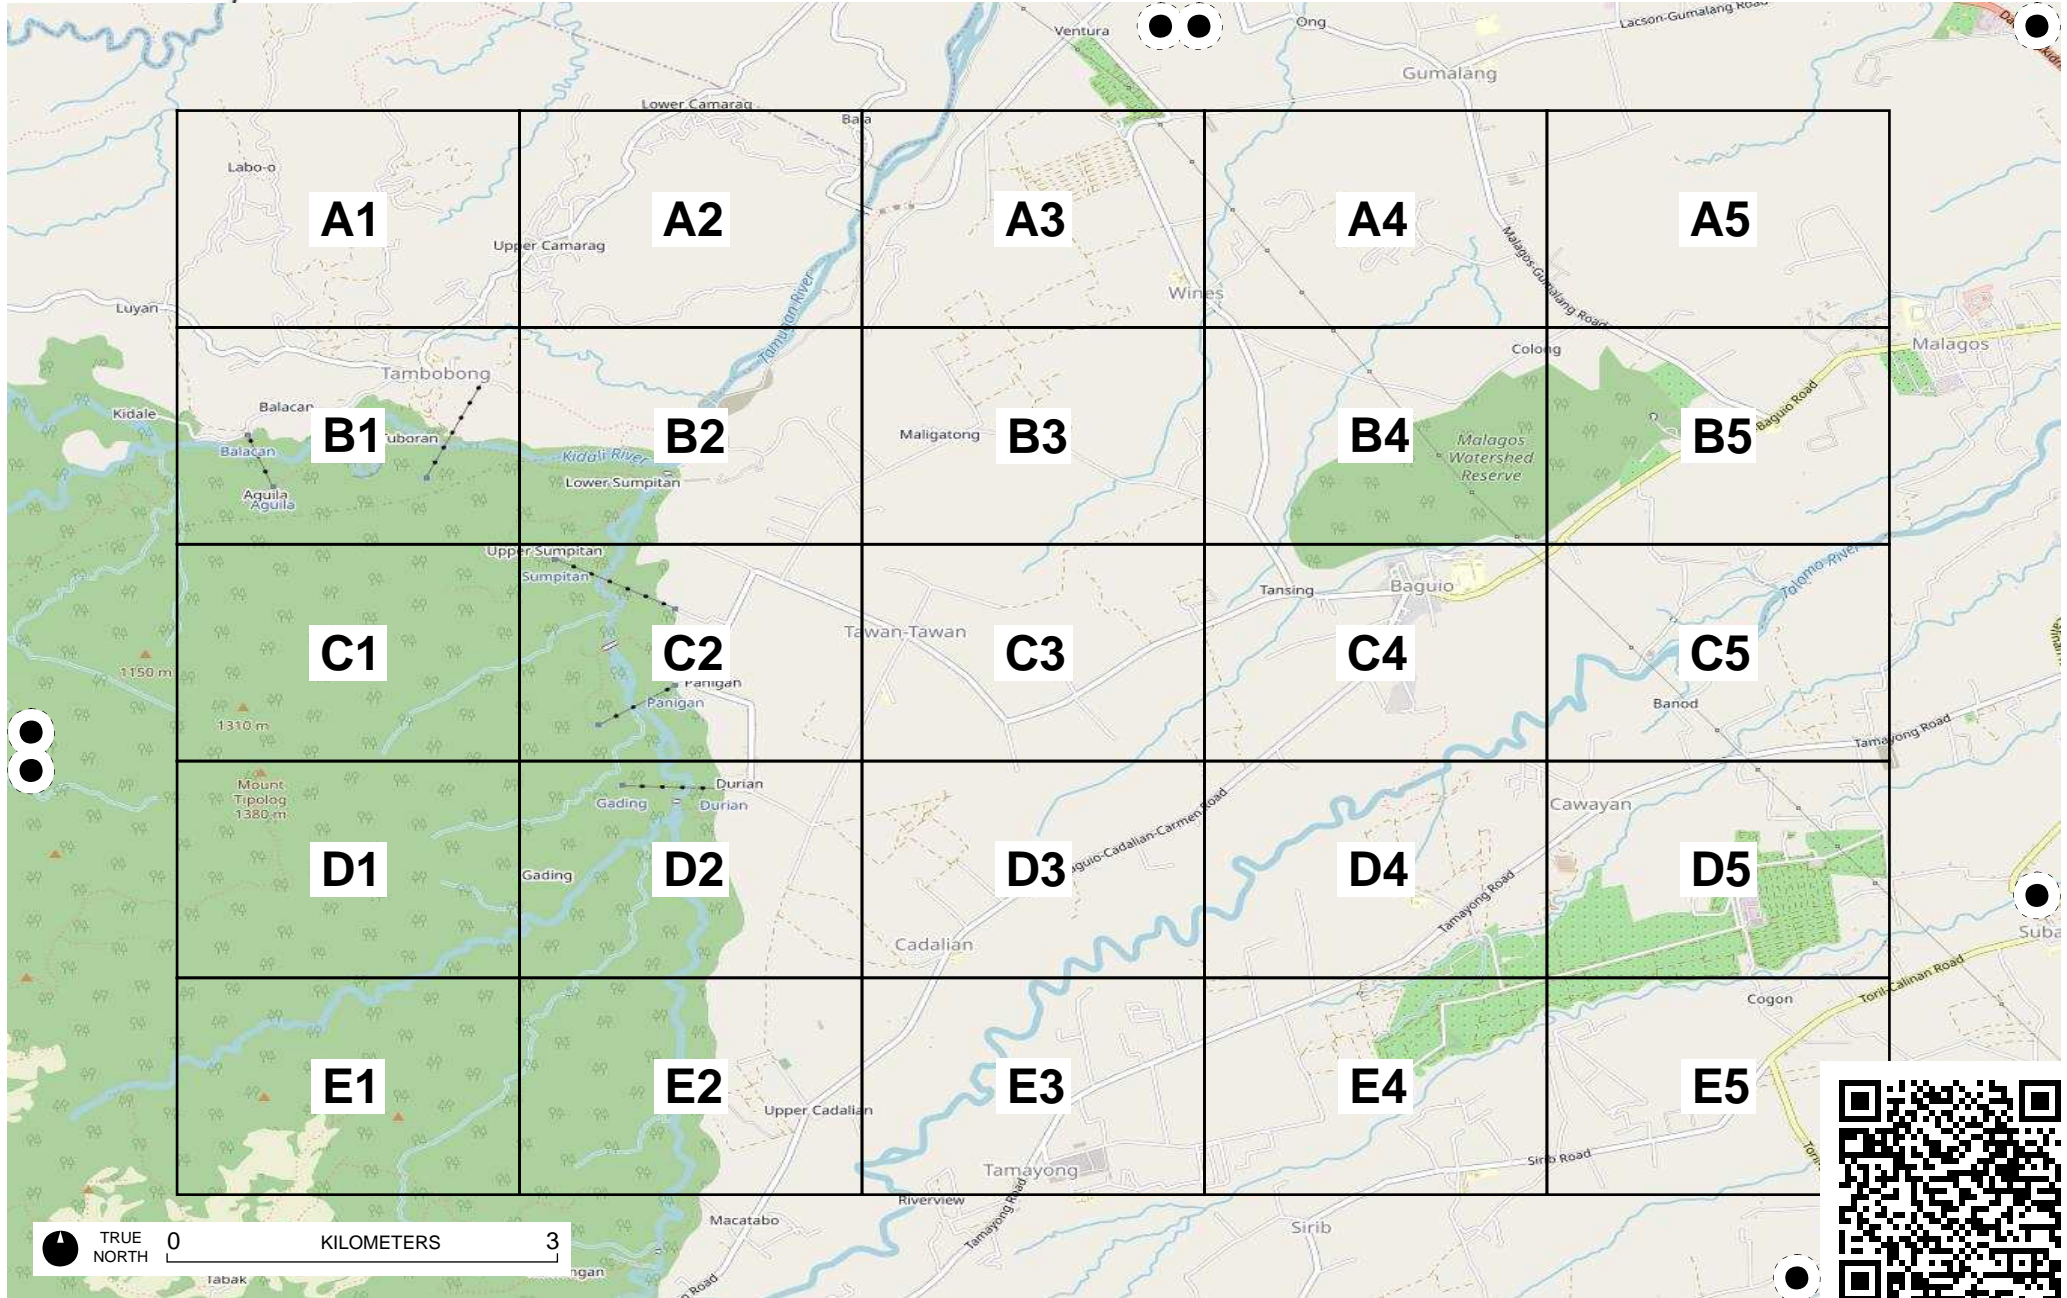 Ventura
Ong
Lacson-Gumalang Road
Gumalang
Lower Camarag
Baja
Labo-o
A1
A2
A3
A4
A5
Upper Camarag
Malagos-Gumalang Road
Tamugan River
Wines
Luyan
Malagos
Colong
Tambobong
Baguio Road
Kidale
Balacan
B1
Tuboran
B2
Maligatong
B3
B4
Malagos
Watershed
Reserve
B5
Balacan
Kidali River
Lower Sumpitan
Aguila
Aguila
Upper Sumpitan
Sumpitan
Talomo River
Tansing
Baguio
Tawan-Tawan
C1
C2
C3
C4
C5
1150 m
Panigan
Panigan
Banod
1310 m
Tamayong Road
Mount
Tipolog
1380 m
Durian
Gading
Durian
Cawayan
Baguio-Cadalian-Carmen Road
D1
Gading
D2
D3
D4
D5
Tamayong Road
Cadalian
Suba
Toril-Calinan Road
Cogon
E1
E2
E3
E4
E5
Upper Cadalian
Sirib Road
Tamayong
Riverview
Macatabo
Tamayong Road
Sirib
TRUE
NORTH
0
KILOMETERS
3
Tabak
ngan
Road